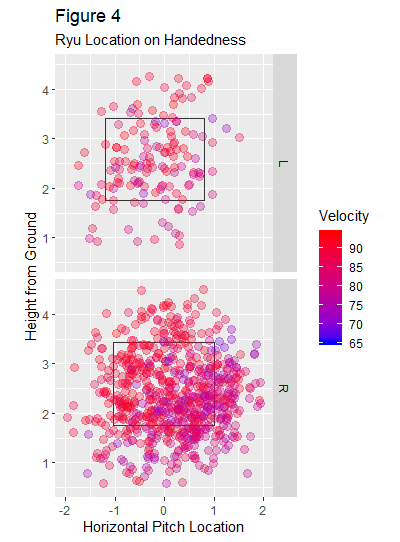 Figure 4
Ryu Location on Handedness
Height from Ground
4
3
2
1
L
4
3
2
1
R
-2 -1 0 1 2
Horizontal Pitch Location
Velocity
90
85
80
75
70
65